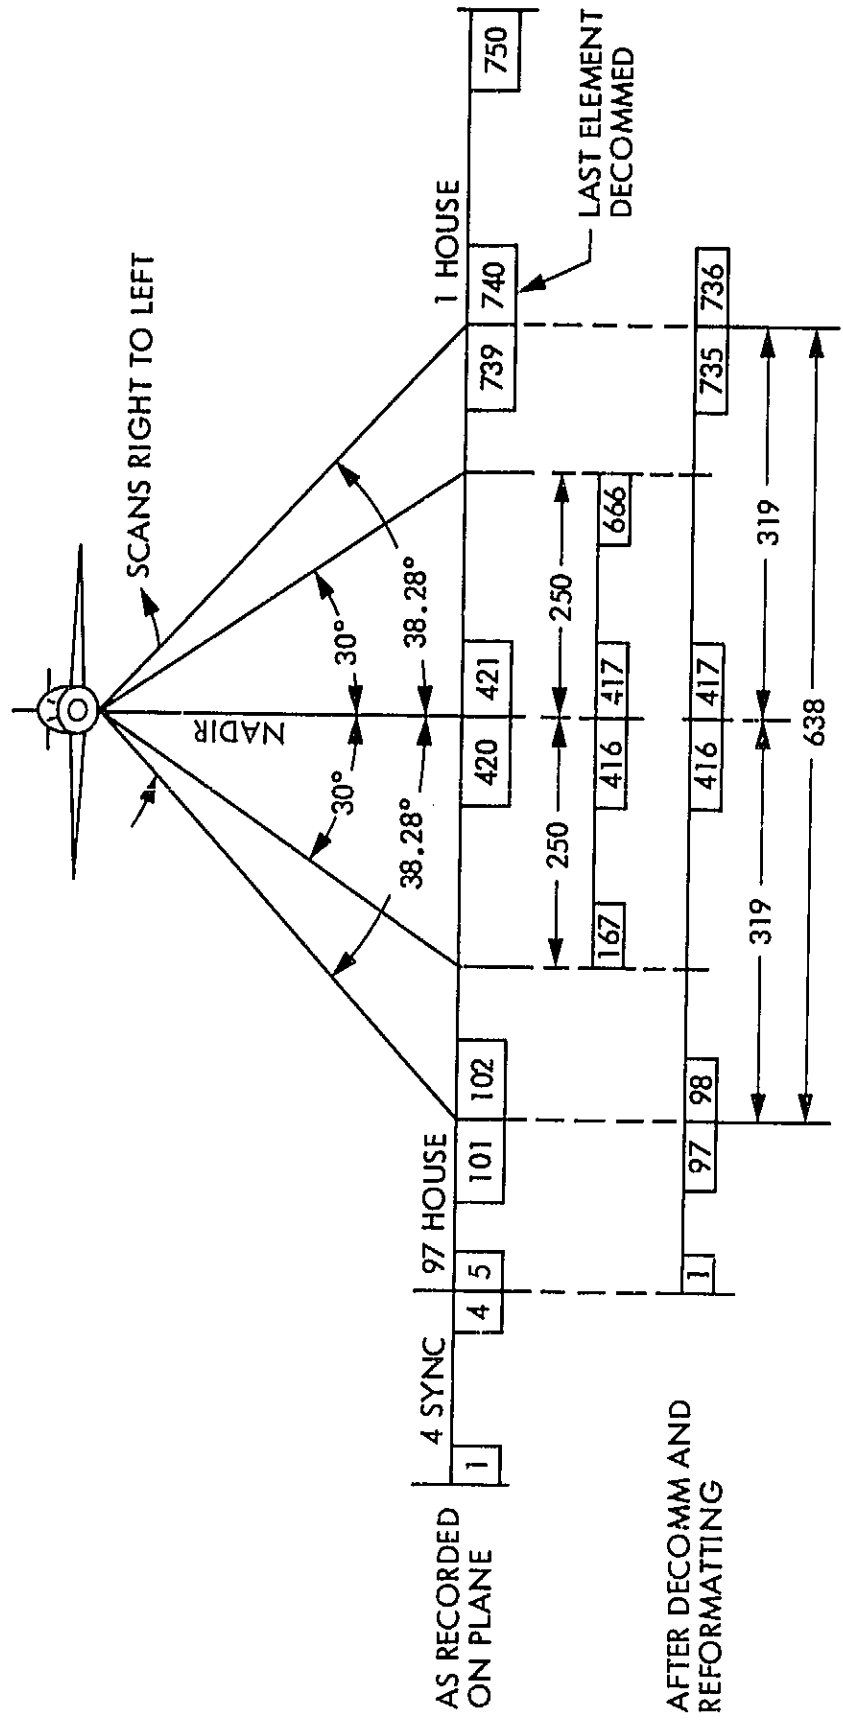 SCANS RIGHT TO LEFT
NADIR
30°
30°
38.28°
38.28°
4 SYNC
97 HOUSE
1 HOUSE
AS RECORDED
ON PLANE
1
4
5
101
102
420
421
739
740
750
LAST ELEMENT
DECOMMED
250
250
167
416
417
666
AFTER DECOMM AND
REFORMATTING
1
97
98
416
417
735
736
319
319
638